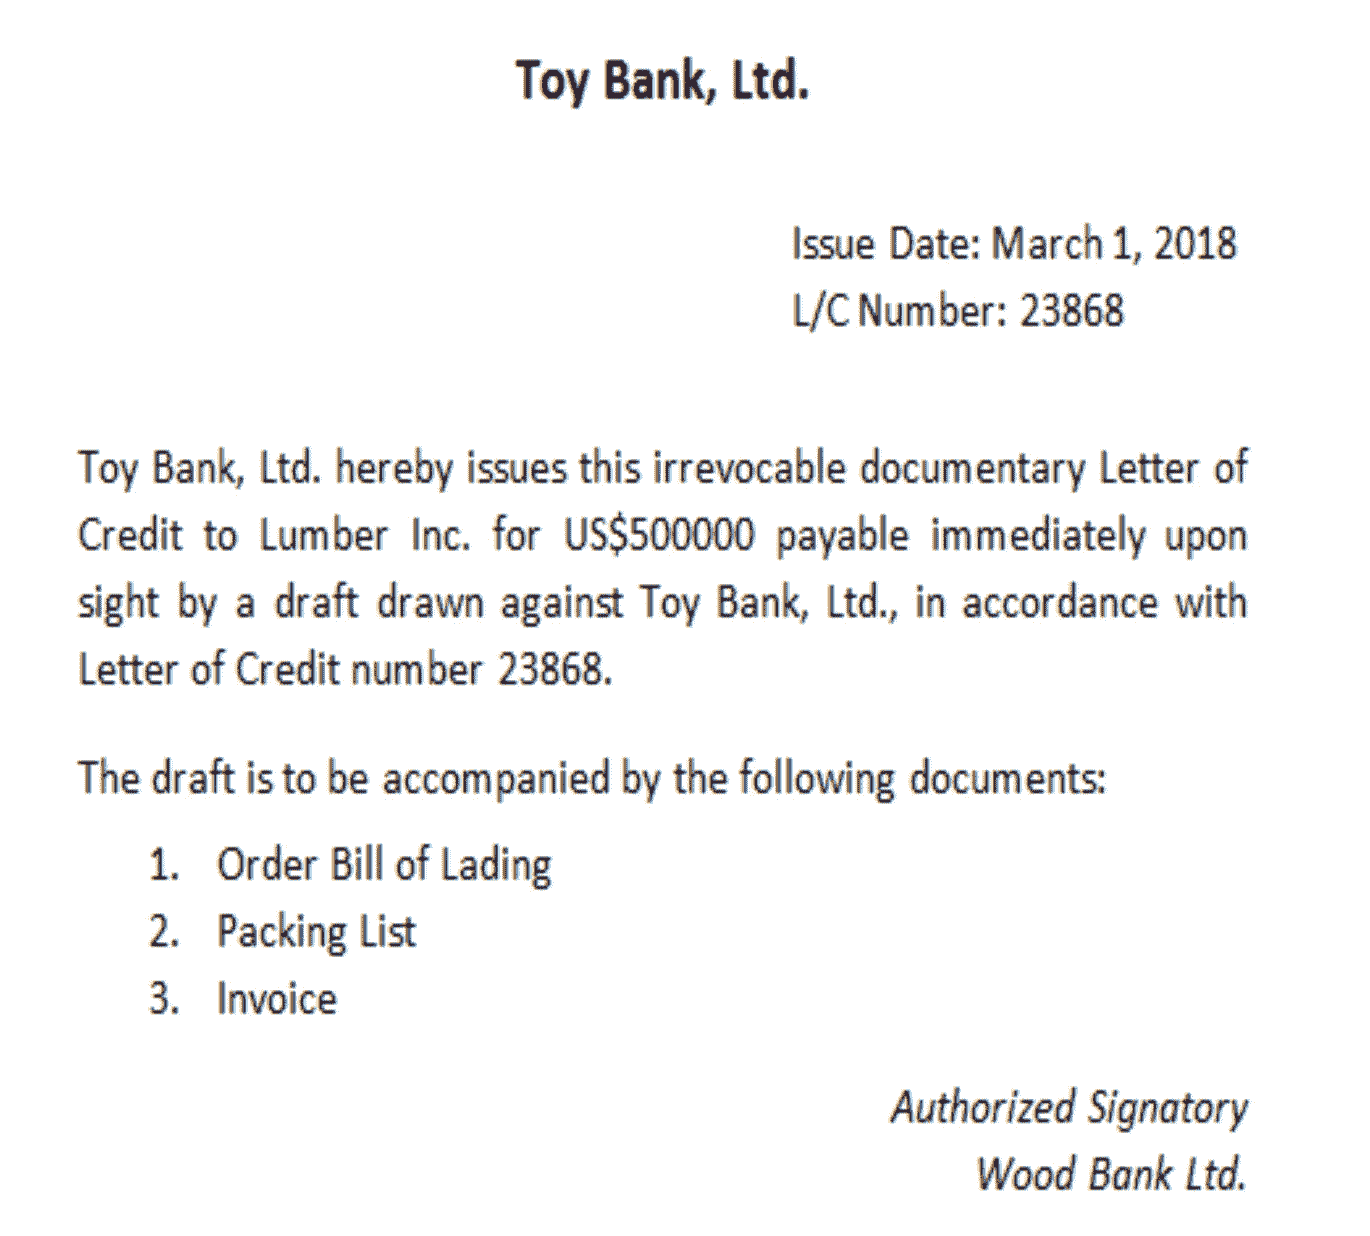 Toy Bank, Ltd.
Issue Date: March 1, 2018
L/C Number: 23868
Toy Bank, Ltd. hereby issues this irrevocable documentary Letter of
Credit to Lumber Inc. for US$500000 payable immediately upon
sight by a draft drawn against Toy Bank, Ltd., in accordance with
Letter of Credit number 23868.
The draft is to be accompanied by the following documents:
1. Order Bill of Lading
2. Packing List
3. Invoice
Authorized Signatory
Wood Bank Ltd.